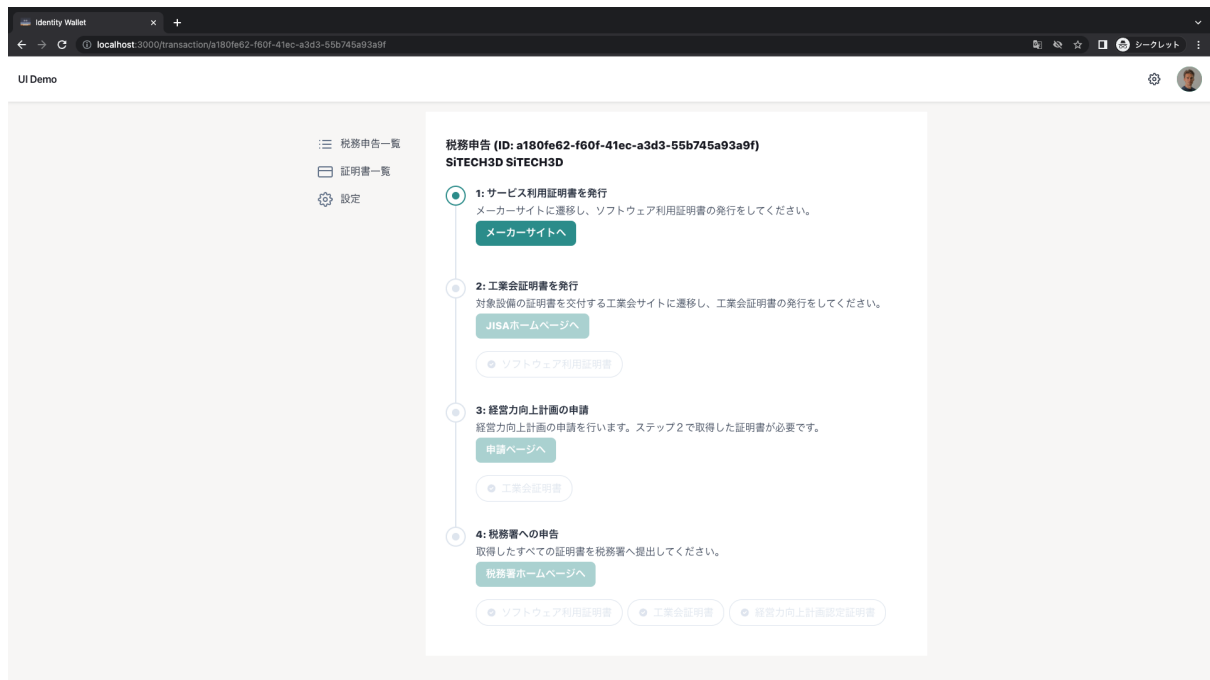 Identity Wallet
localhost:3000/transaction/a180fe62-f60f-41ec-a3d3-55b745a93a9f
シークレット
UI Demo
税務申告一覧
証明書一覧
設定
税務申告 (ID: a180fe62-f60f-41ec-a3d3-55b745a93a9f)
SiTECH3D SiTECH3D
1: サービス利用証明書を発行
メーカーサイトに遷移し、ソフトウェア利用証明書の発行をしてください。
メーカーサイトへ
2: 工業会証明書を発行
対象設備の証明書を交付する工業会サイトに遷移し、工業会証明書の発行をしてください。
JISAホームページへ
ソフトウェア利用証明書
3: 経営力向上計画の申請
経営力向上計画の申請を行います。ステップ２で取得した証明書が必要です。
申請ページへ
工業会証明書
4: 税務署への申告
取得したすべての証明書を税務署へ提出してください。
税務署ホームページへ
ソフトウェア利用証明書 工業会証明書 経営力向上計画認定証明書